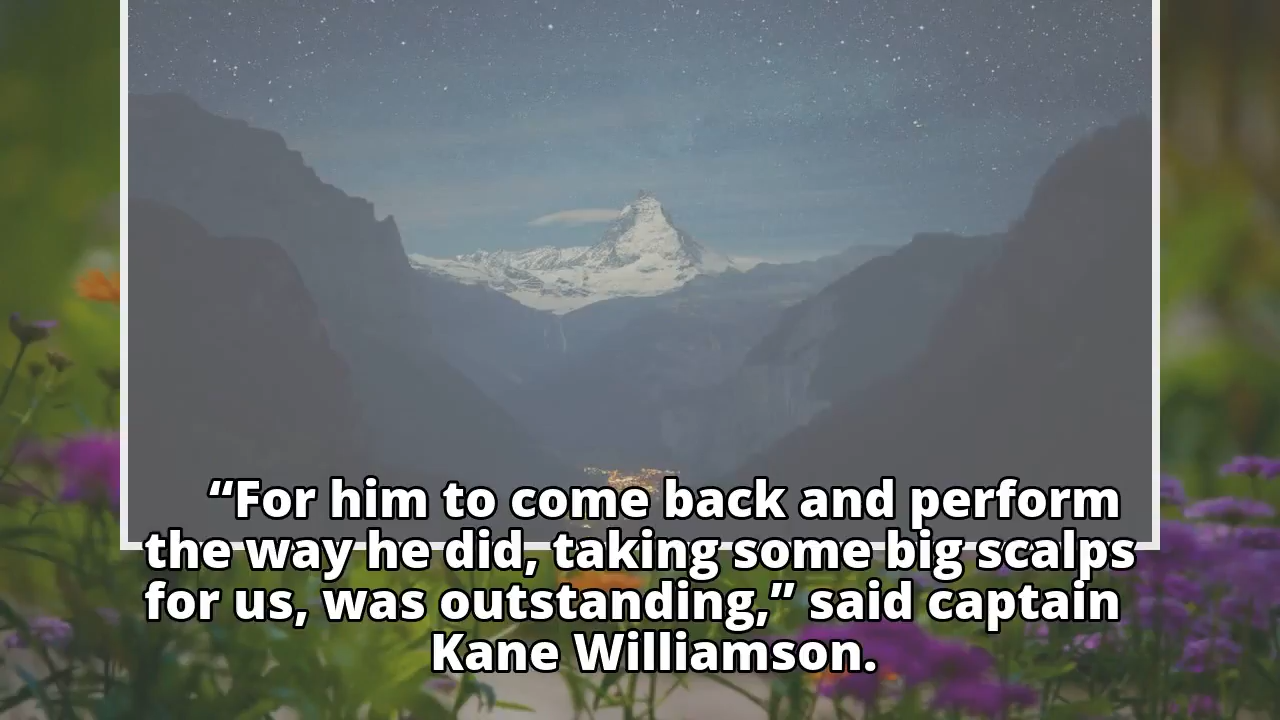 “For him to come back and perform
the way he did, taking some big scalps
for us, was outstanding,” said captain
Kane Williamson.